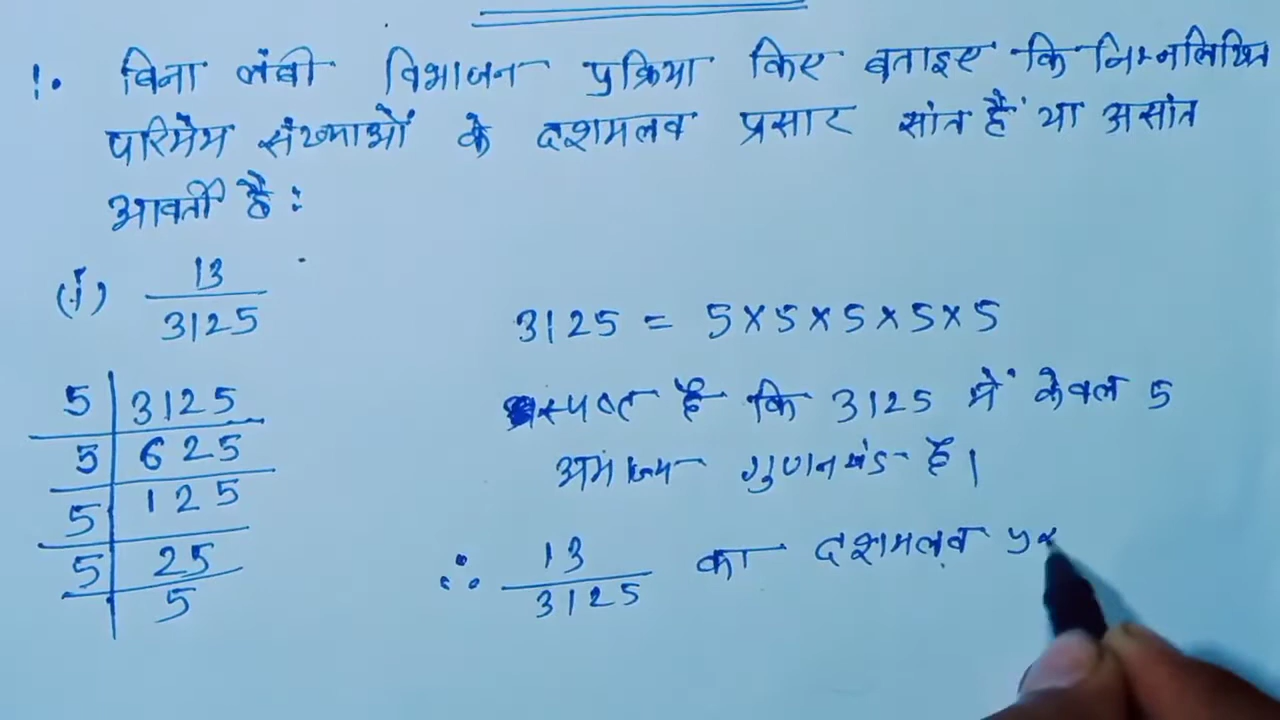 1. बिना लंबी विभाजन प्रक्रिया किए बताइए कि निम्नलिखित
परिमेय संख्याओं के दशमलव प्रसार सांत हैं या असांत
आवर्ती हैं :
(i) 13/3125
3125 = 5×5×5×5×5
5 | 3125
5 | 625
5 | 125
5 | 25
5
स्पष्ट है कि 3125 में केवल 5
अभाज्य गुणनखंड है।
∴ 13/3125 का दशमलव